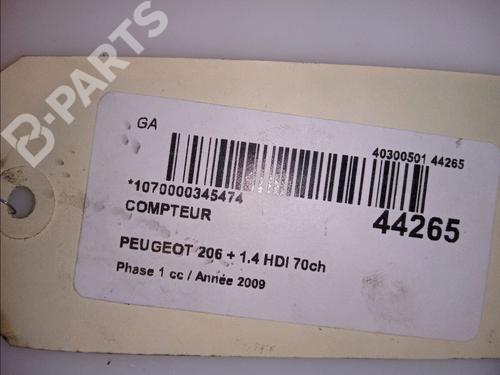 B-PARTS
GA
40300501 44265
*1070000345474
COMPTEUR
44265
PEUGEOT 206 + 1.4 HDI 70ch
Phase 1 cc / Année 2009